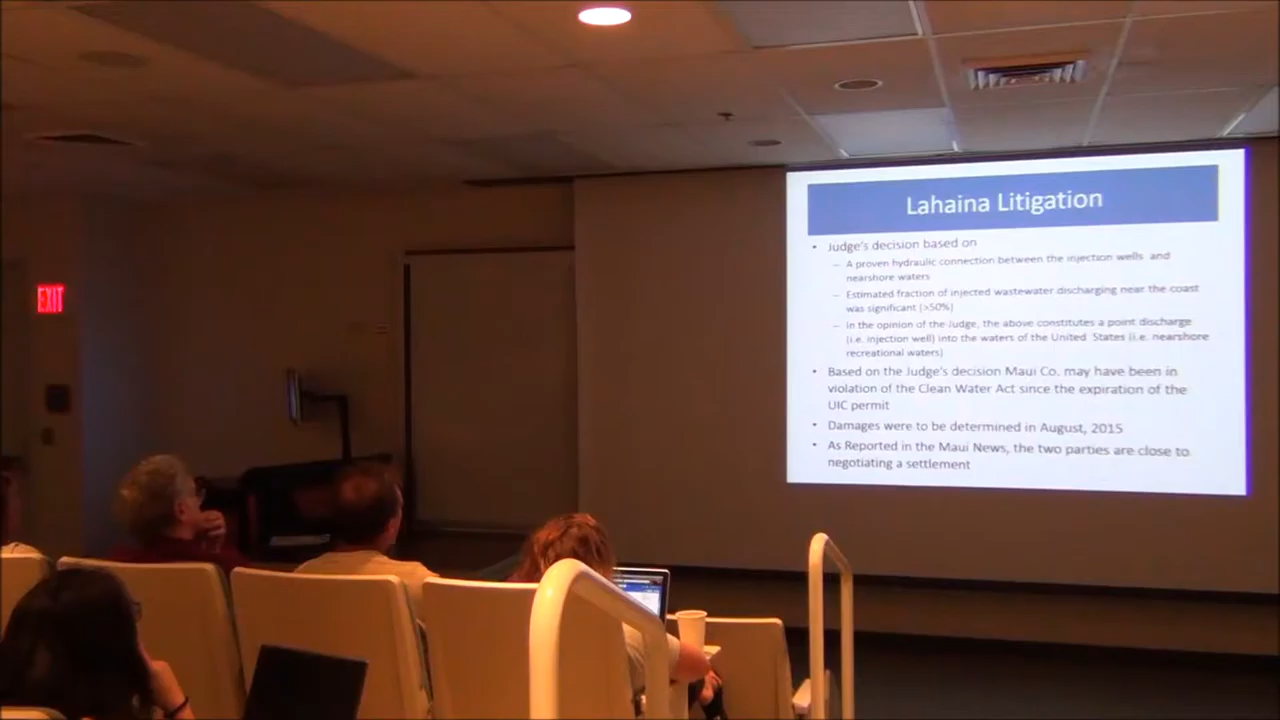 EXIT
Lahaina Litigation
• Judge's decision based on
– A proven hydraulic connection between the injection wells and
nearshore waters
– Estimated fraction of injected wastewater discharging near the coast
was significant (>50%)
– In the opinion of the Judge, the above constitutes a point discharge
(i.e. injection well) into the waters of the United States (i.e. nearshore
recreational waters)
• Based on the Judge's decision Maui Co. may have been in
violation of the Clean Water Act since the expiration of the
UIC permit
• Damages were to be determined in August, 2015
• As Reported in the Maui News, the two parties are close to
negotiating a settlement